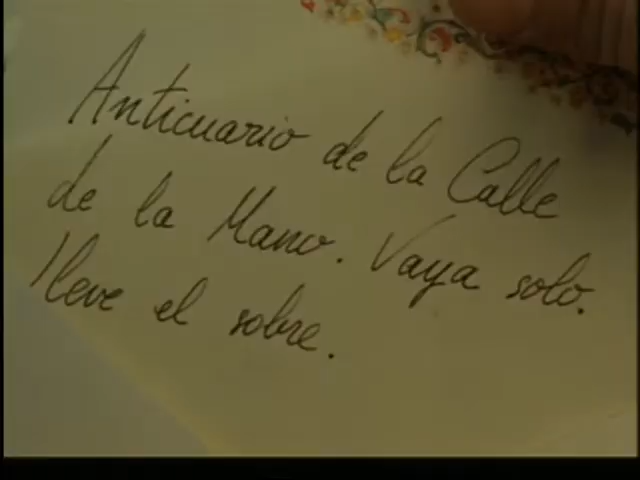 Anticuario de la Calle
de la Mano. Vaya solo.
lleve el sobre.